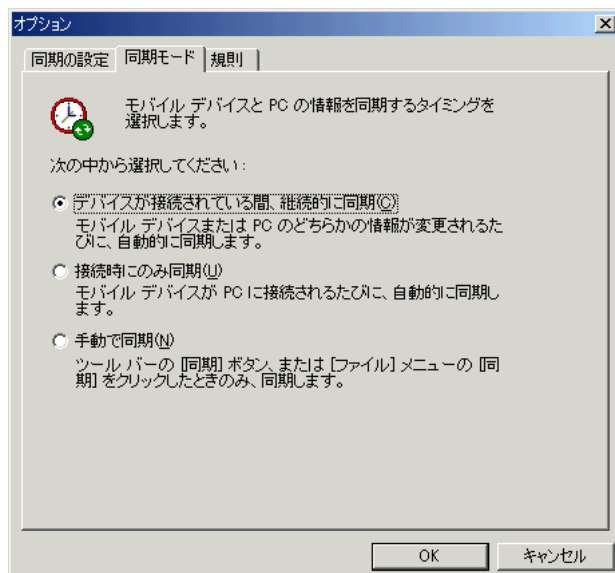 オプション
同期の設定 同期モード 規則
モバイル デバイスと PC の情報を同期するタイミングを
選択します。
次の中から選択してください:
デバイスが接続されている間、継続的に同期(C)
モバイル デバイスまたは PC のどちらかの情報が変更されるた
びに、自動的に同期します。
接続時にのみ同期(U)
モバイル デバイスが PC に接続されるたびに、自動的に同期し
ます。
手動で同期(N)
ツール バーの [同期] ボタン、または [ファイル] メニューの [同
期] をクリックしたときのみ、同期します。
OK キャンセル